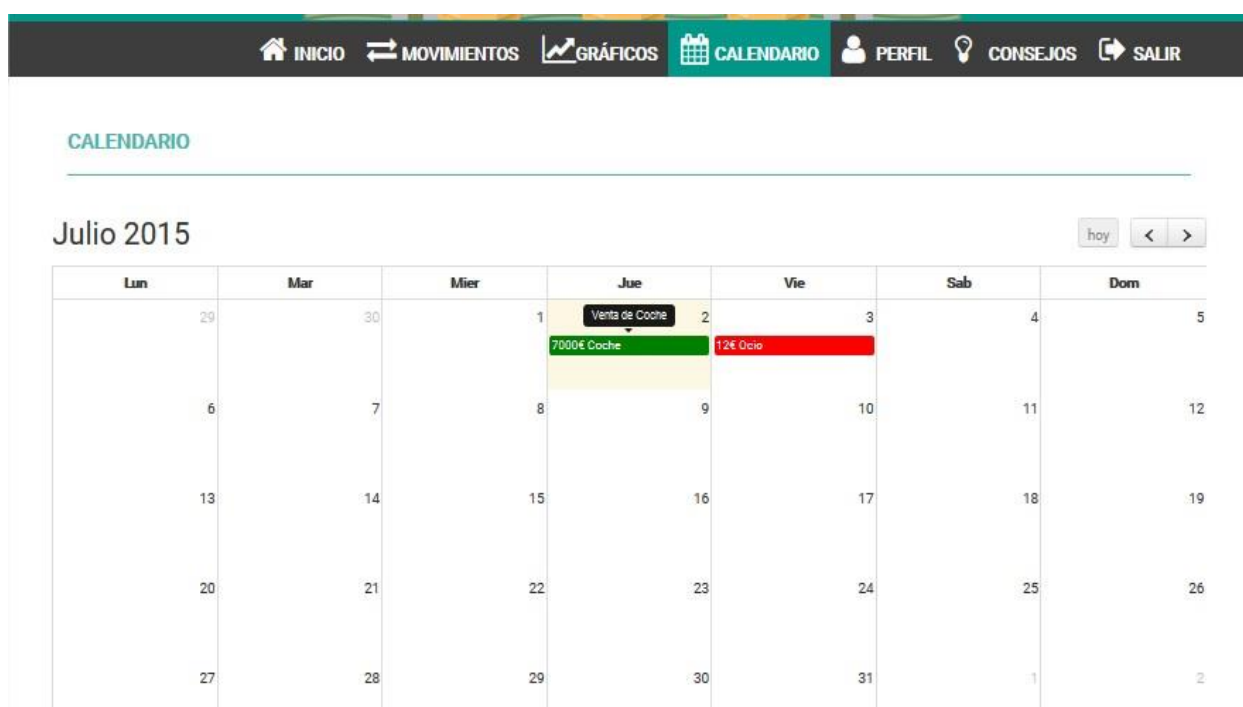 INICIO MOVIMIENTOS GRÁFICOS CALENDARIO PERFIL CONSEJOS SALIR
CALENDARIO
Julio 2015 hoy
Lun Mar Mier Jue Vie Sab Dom
29 30 1 Venta de Coche 2 3 4 5
7000€ Coche 12€ Ocio
6 7 8 9 10 11 12
13 14 15 16 17 18 19
20 21 22 23 24 25 26
27 28 29 30 31 1 2